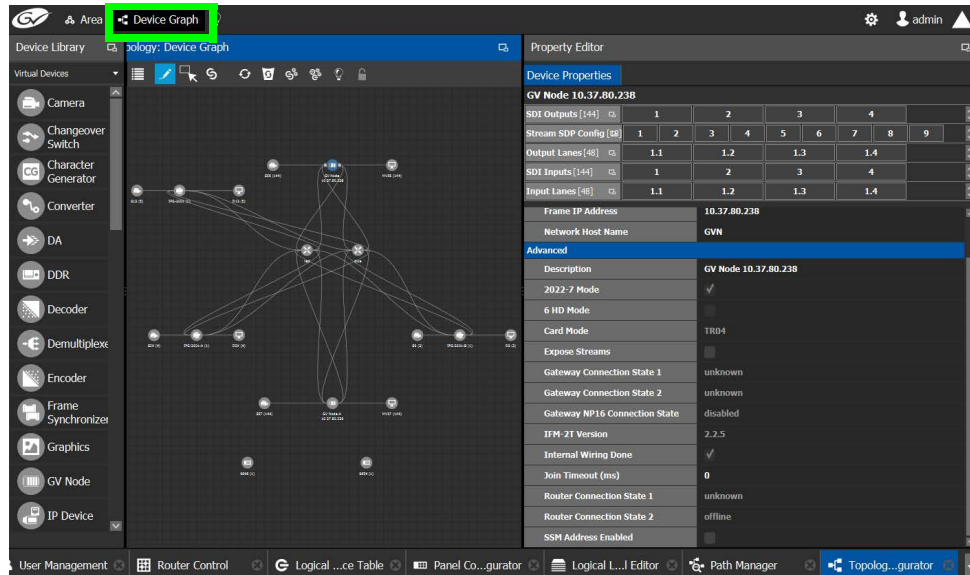 GV Area Device Graph admin
Device Library
ology: Device Graph
Property Editor
Virtual Devices
Camera
Changeover
Switch
Character
Generator
Converter
DA
DDR
Decoder
Demultiplexe
Encoder
Frame
Synchronizer
Graphics
GV Node
IP Device
CG
Device Properties
GV Node 10.37.80.238
SDI Outputs [144] 1 2 3 4
Stream SDP Config [ 1 2 3 4 5 6 7 8 9
Output Lanes [48] 1.1 1.2 1.3 1.4
SDI Inputs [144] 1 2 3 4
Input Lanes [48] 1.1 1.2 1.3 1.4
Frame IP Address 10.37.80.238
Network Host Name GVN
Advanced
Description GV Node 10.37.80.238
2022-7 Mode
6 HD Mode
Card Mode TR04
Expose Streams
Gateway Connection State 1 unknown
Gateway Connection State 2 unknown
Gateway NP16 Connection State disabled
IFM-2T Version 2.2.5
Internal Wiring Done
Join Timeout (ms) 0
Router Connection State 1 unknown
Router Connection State 2 offline
SSM Address Enabled
User Management Router Control Logical ...ce Table Panel Co...gurator Logical L...l Editor Path Manager Topolog...gurator